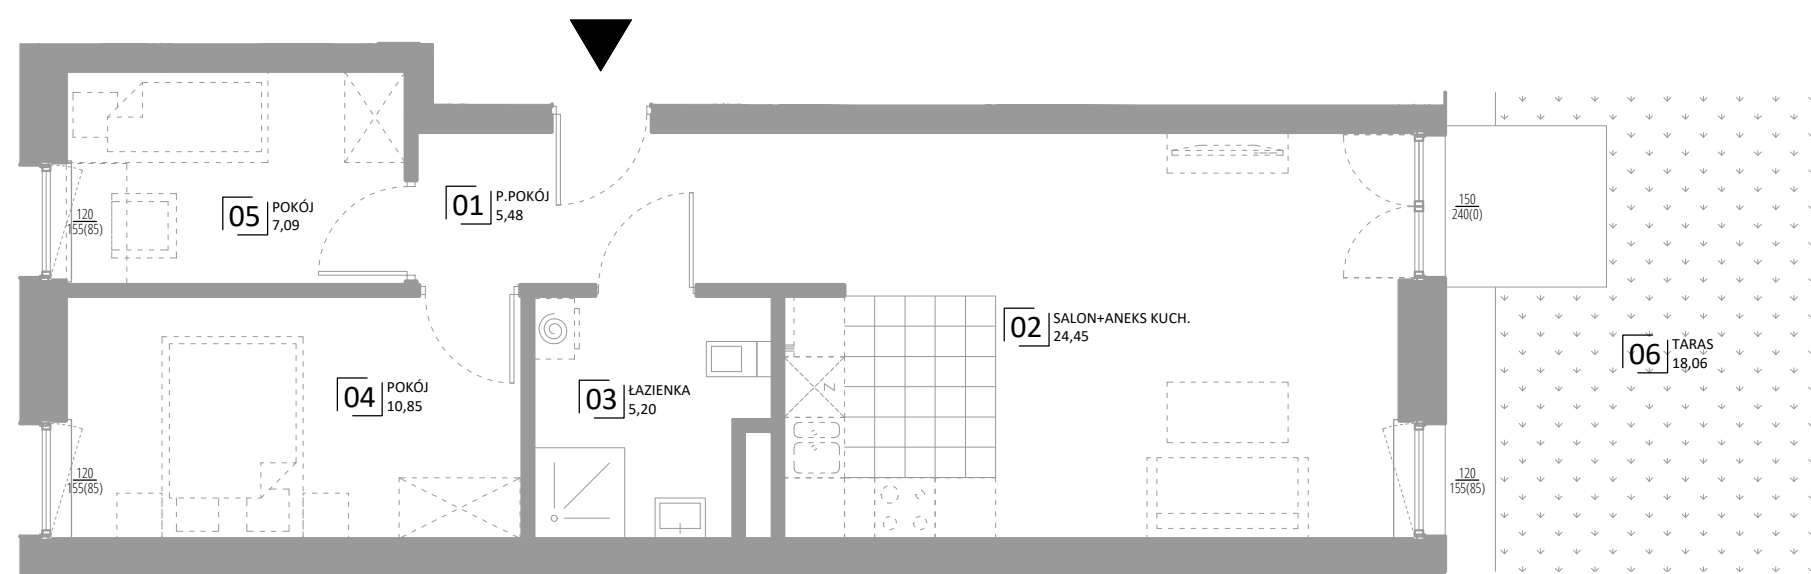 05 POKÓJ
7,09
01 P.POKÓJ
5,48
120
155(85)
150
240(0)
02 SALON+ANEKS KUCH.
24,45
06 TARAS
18,06
04 POKÓJ
10,85
03 ŁAZIENKA
5,20
Z
120
155(85)
120
155(85)